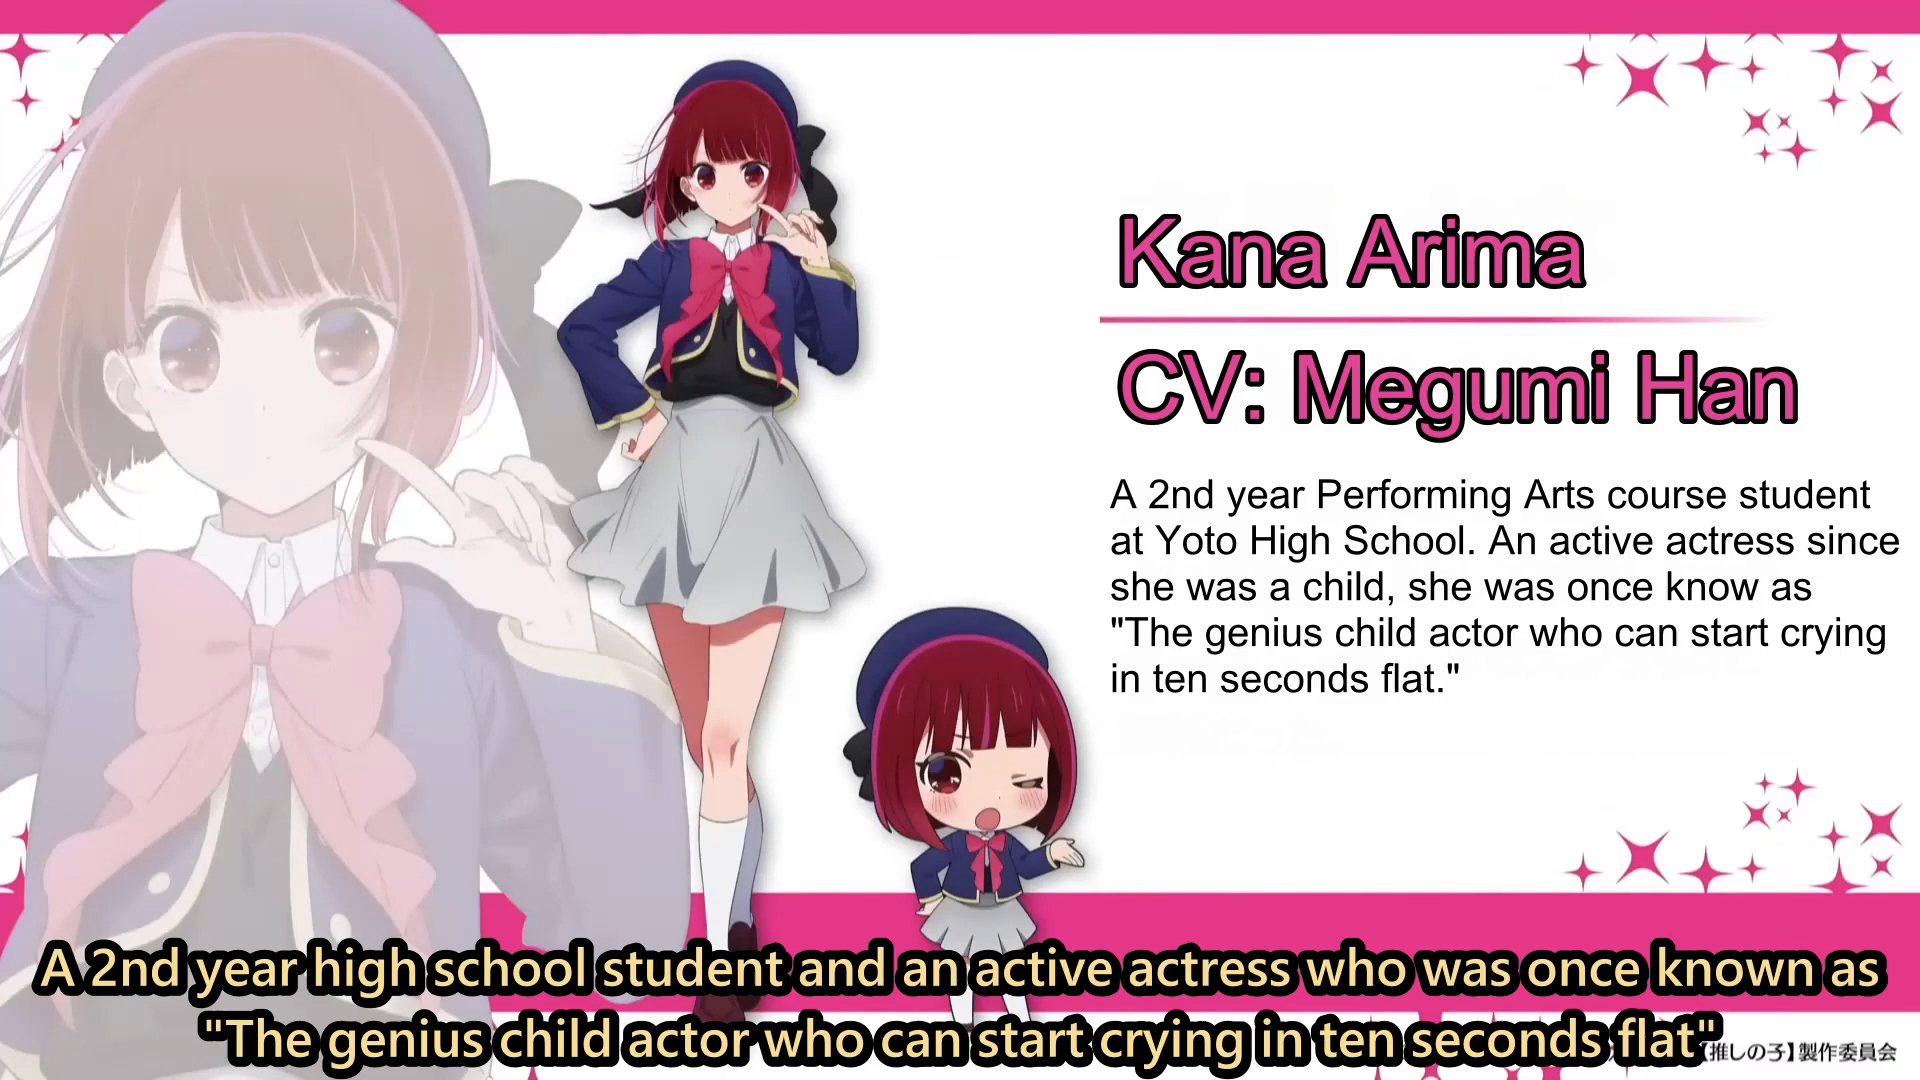 Kana Arima
CV: Megumi Han
A 2nd year Performing Arts course student
at Yoto High School. An active actress since
she was a child, she was once know as
"The genius child actor who can start crying
in ten seconds flat."
A 2nd year high school student and an active actress who was once known as
"The genius child actor who can start crying in ten seconds flat"
【推しの子】製作委員会